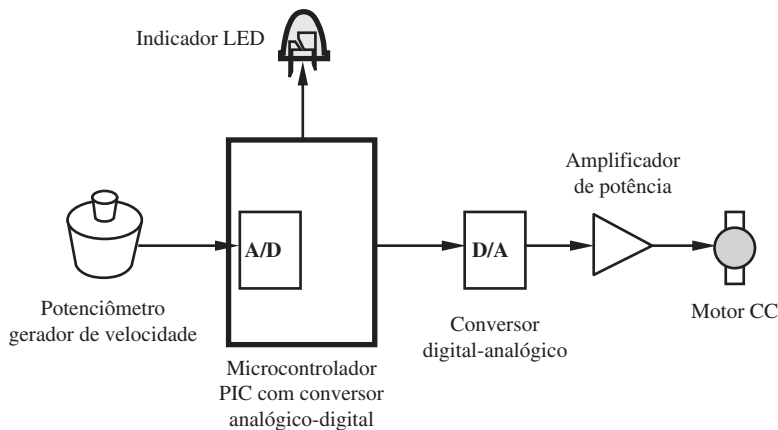 Indicador LED
Amplificador
de potência
A/D
D/A
Potenciômetro
gerador de velocidade
Microcontrolador
PIC com conversor
analógico-digital
Conversor
digital-analógico
Motor CC